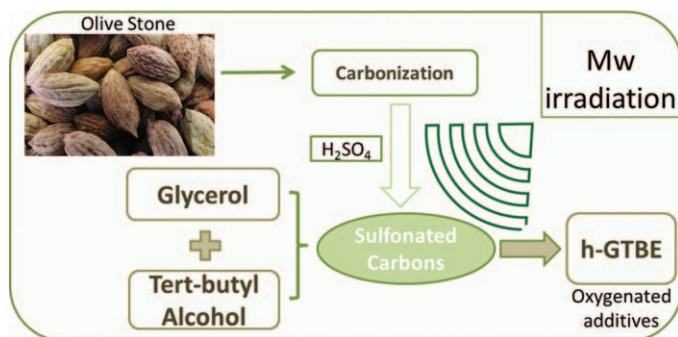 Olive Stone
Carbonization
Mw
irradiation
H₂SO₄
Glycerol
+
Tert-butyl
Alcohol
Sulfonated
Carbons
h-GTBE
Oxygenated
additives